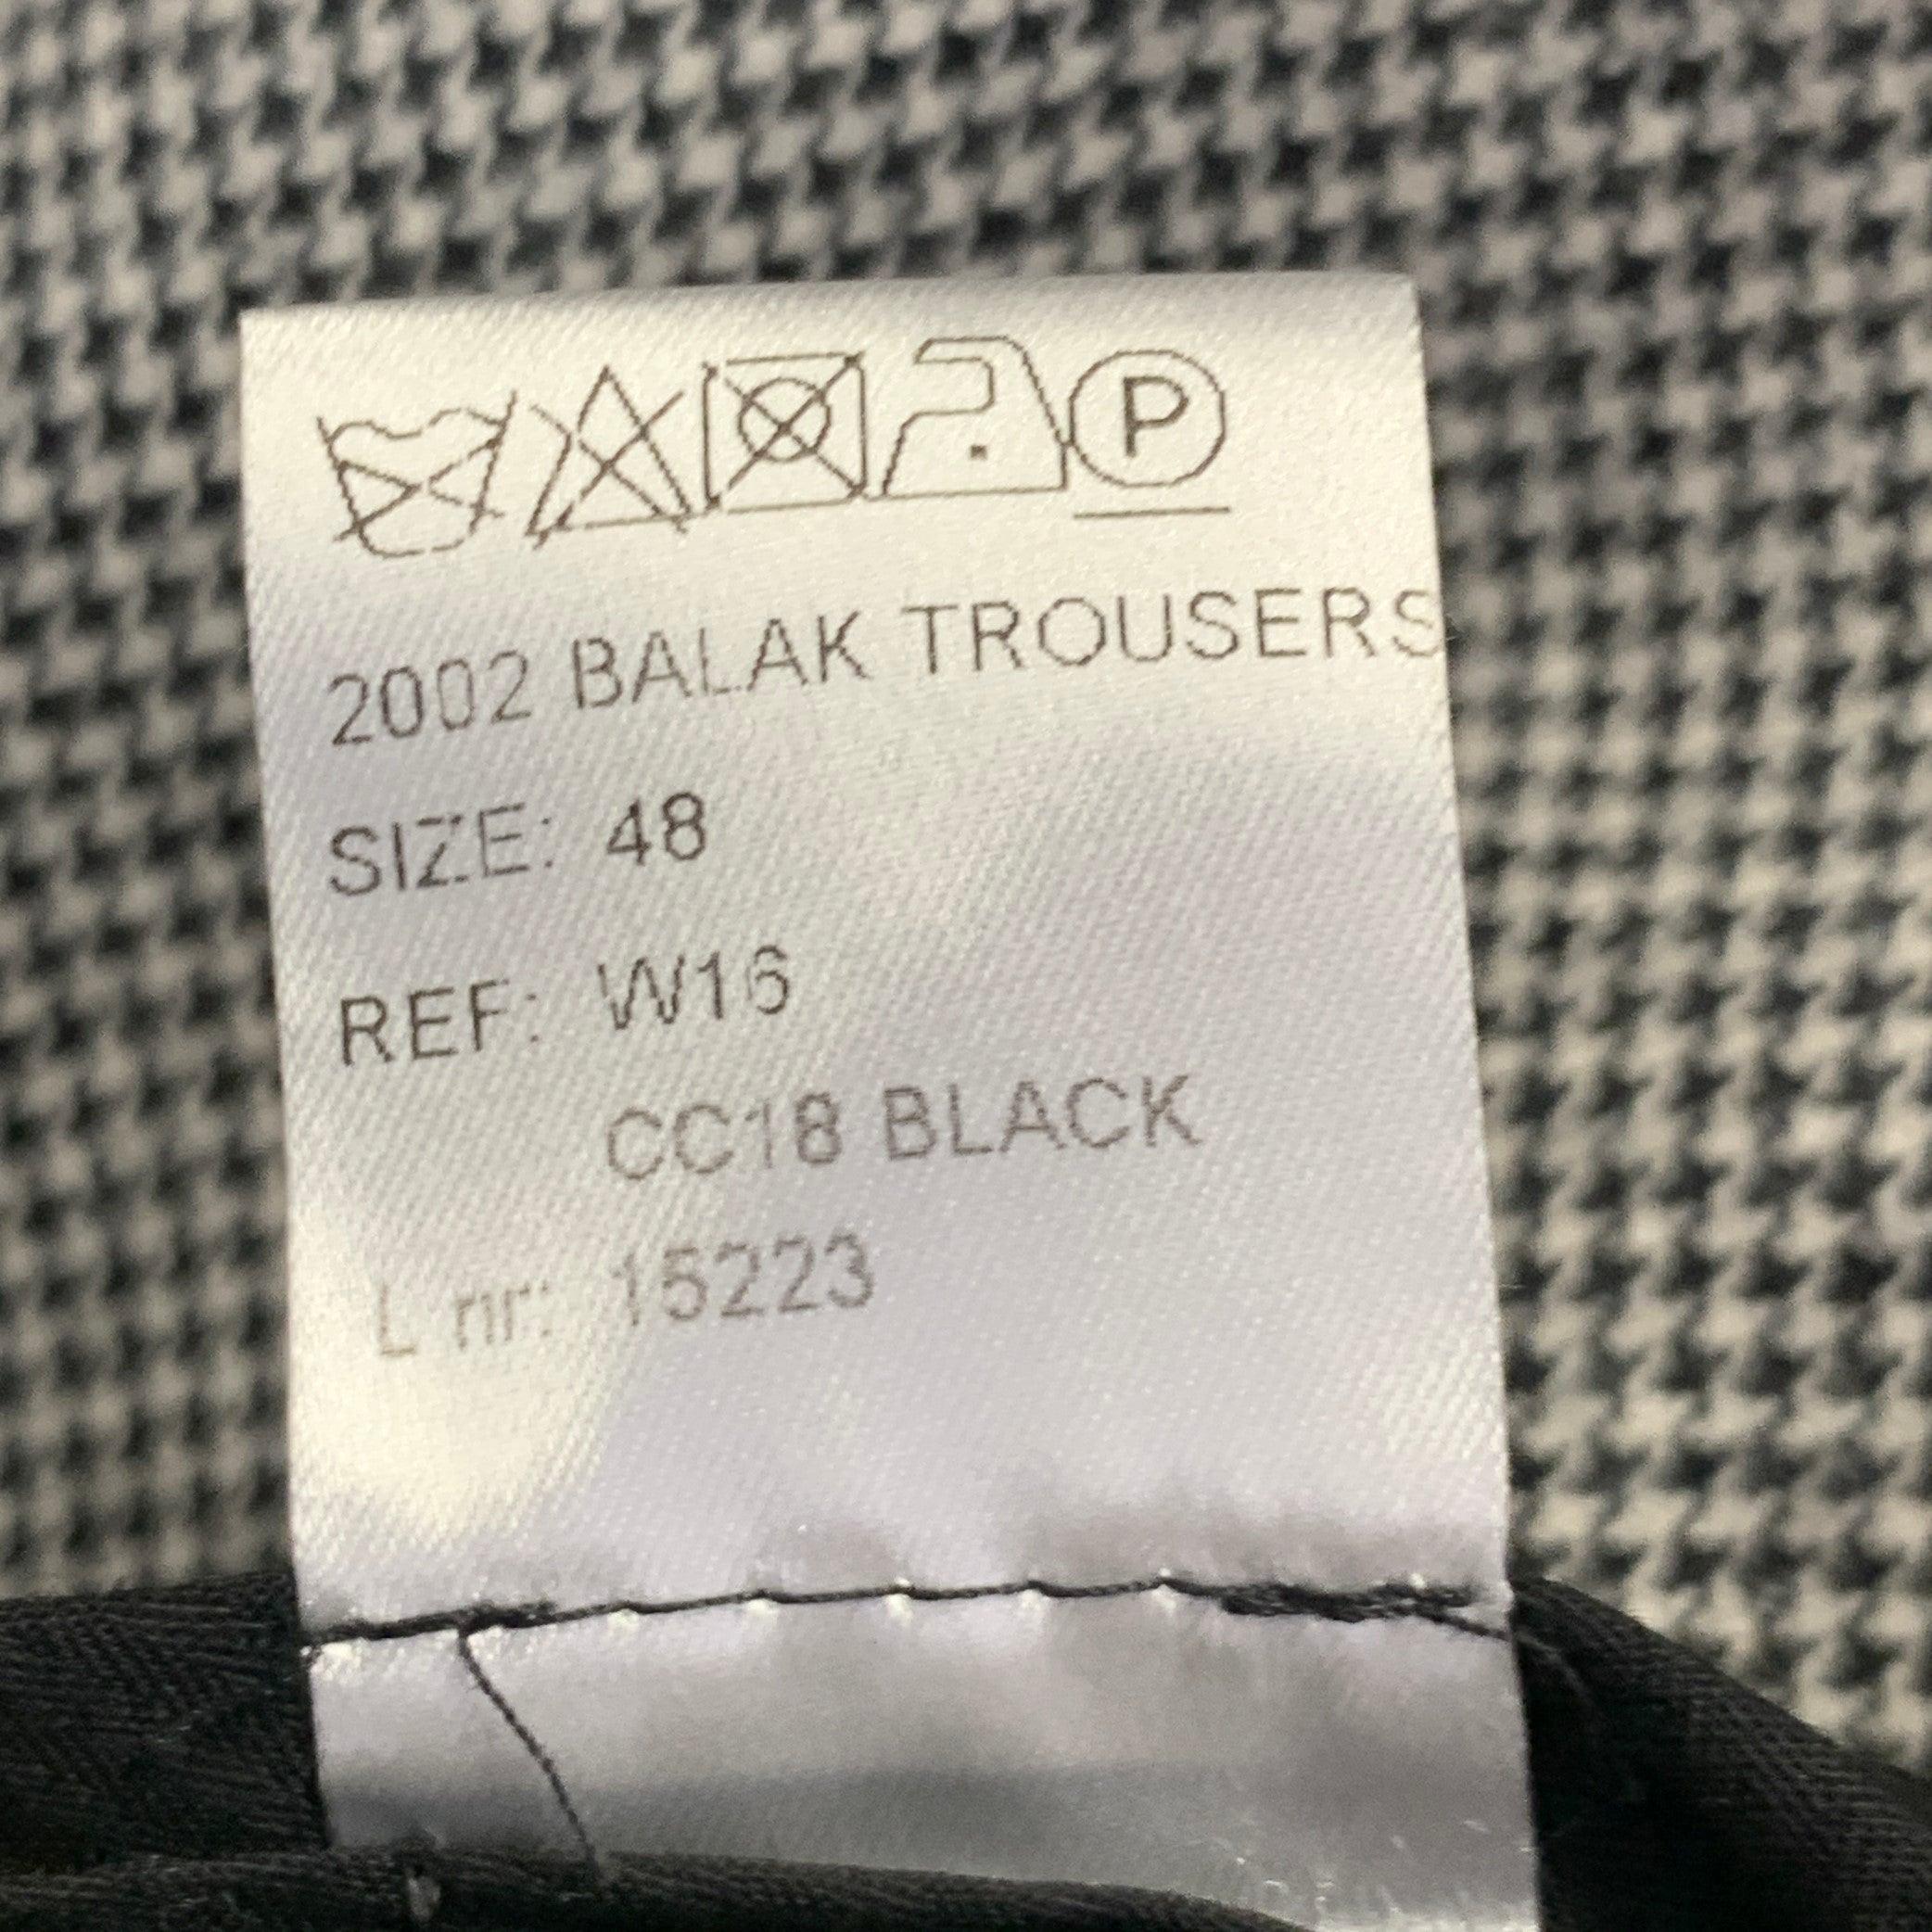 P
2002 BALAK TROUSERS
SIZE: 48
REF: W16
CC18 BLACK
L nr: 15223